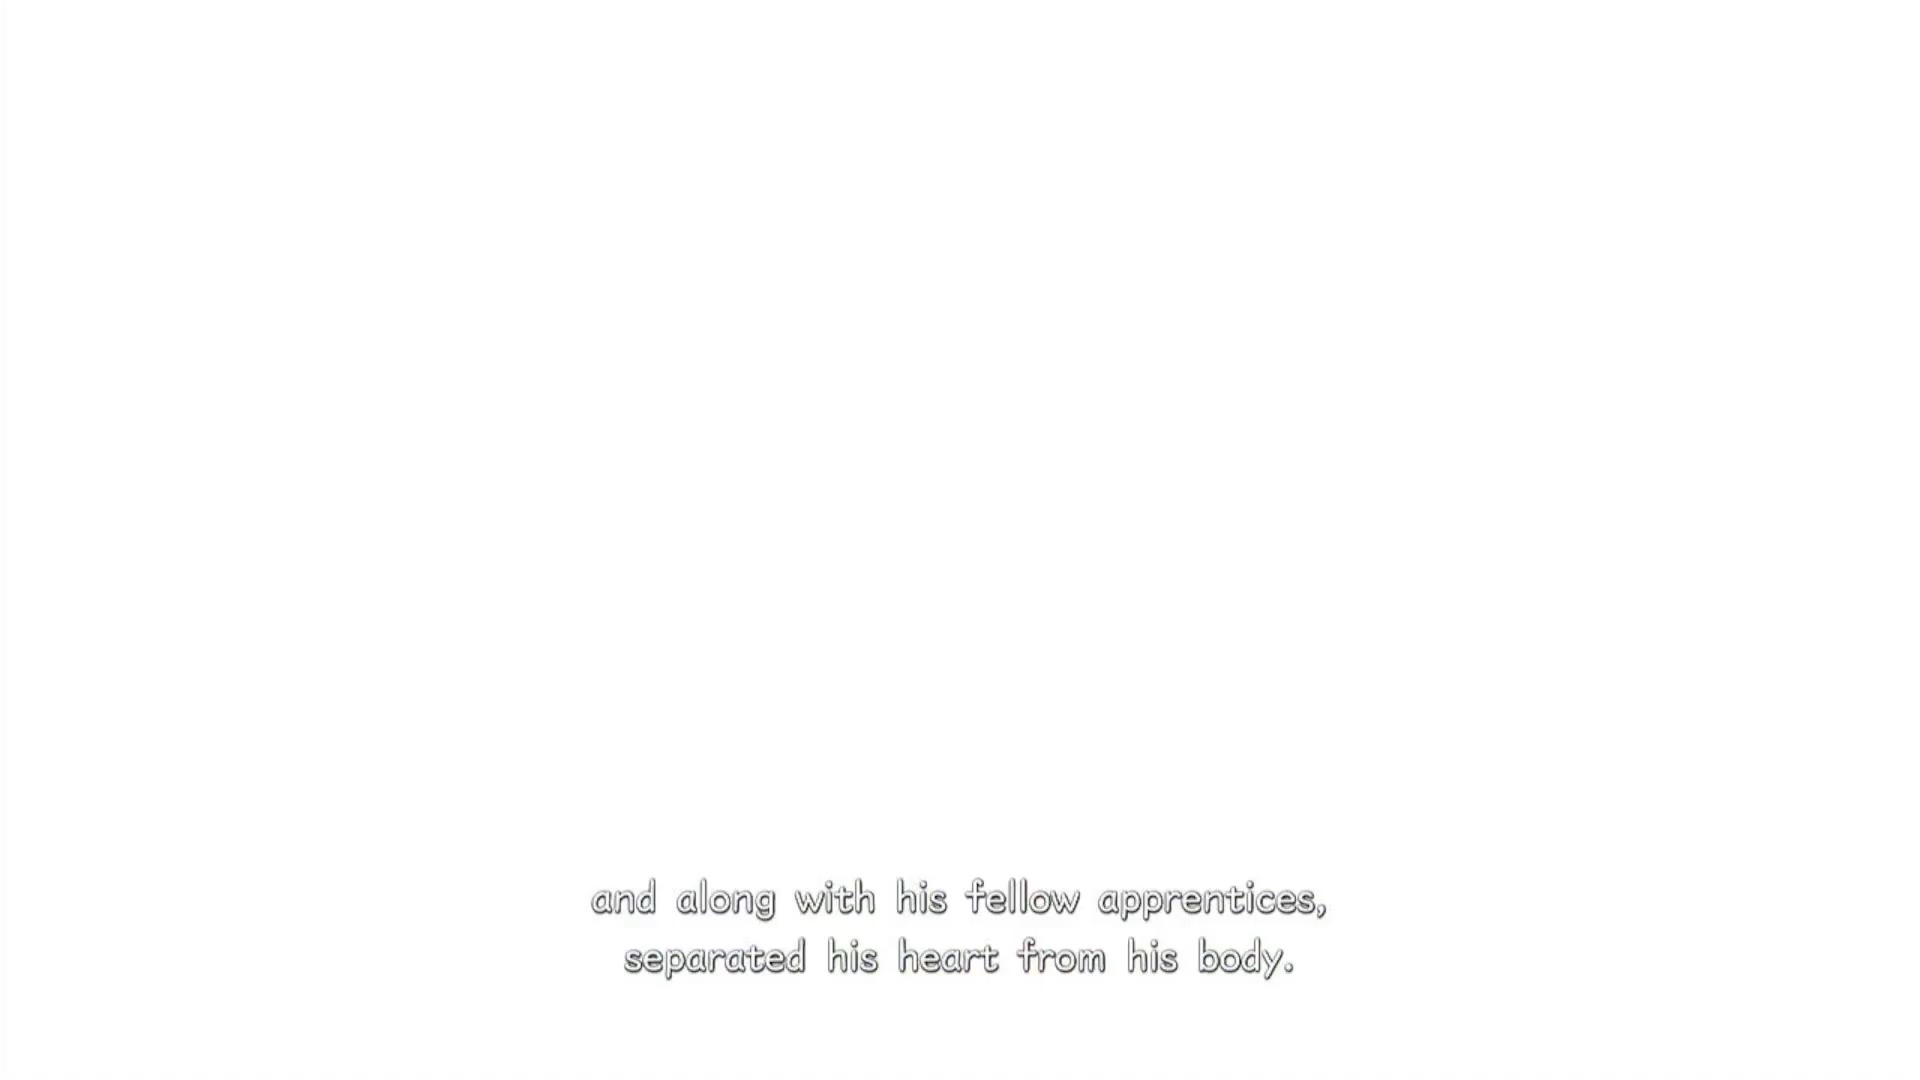 and along with his fellow apprentices,
separated his heart from his body.